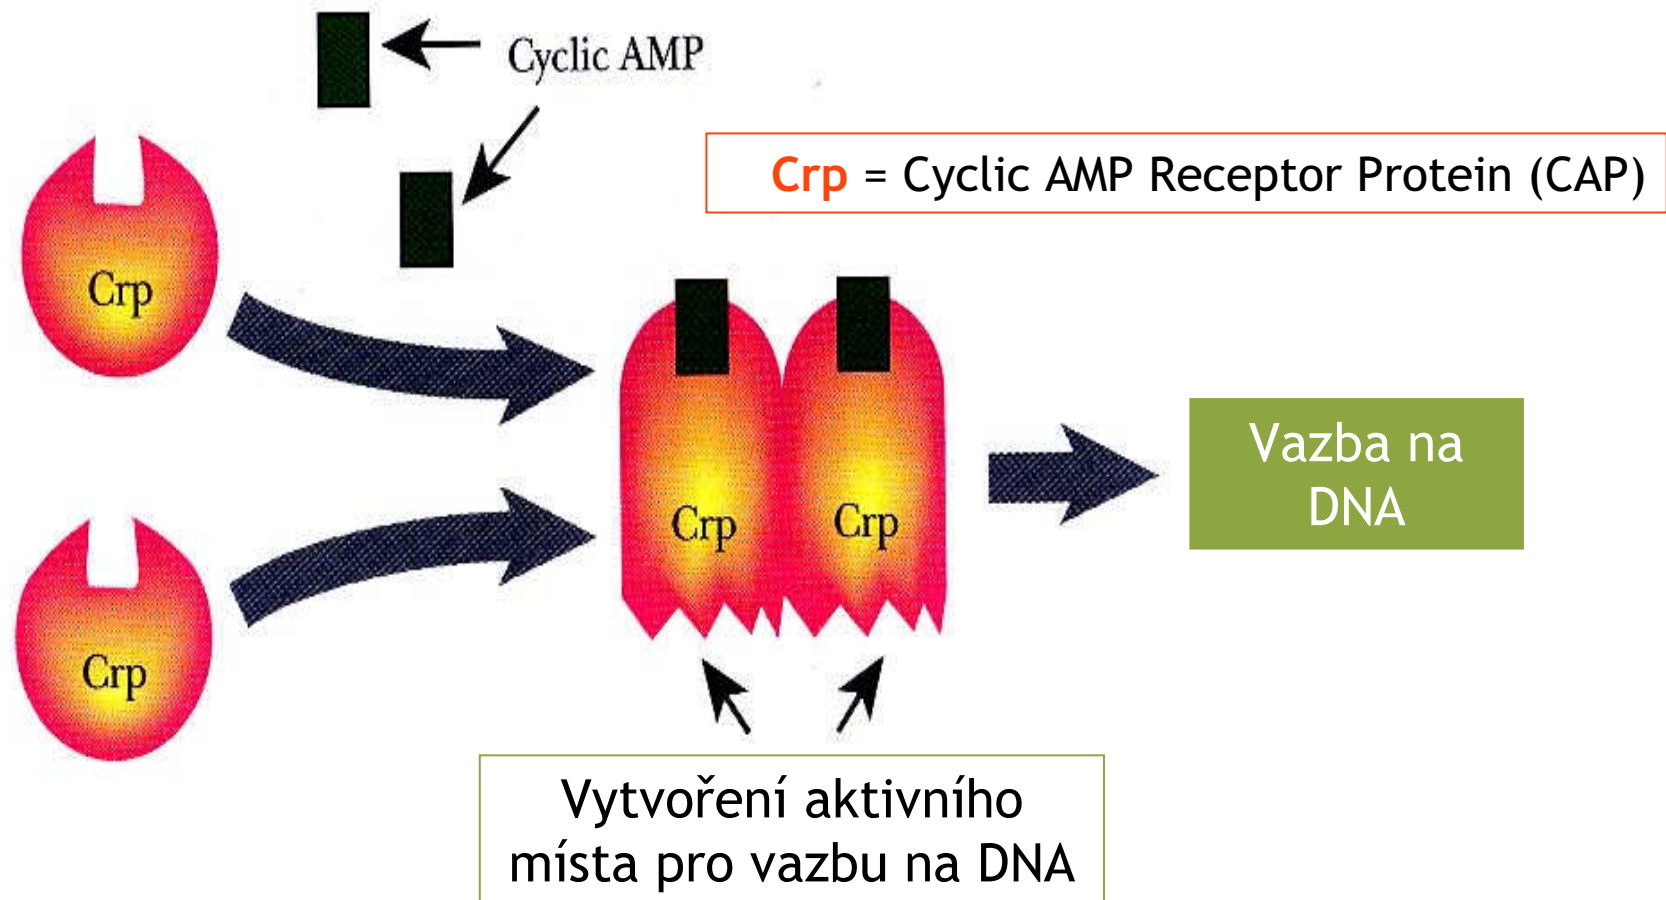 Cyclic AMP
Crp = Cyclic AMP Receptor Protein (CAP)
Crp
Crp
Crp
Crp
Vazba na
DNA
Vytvoření aktivního
místa pro vazbu na DNA